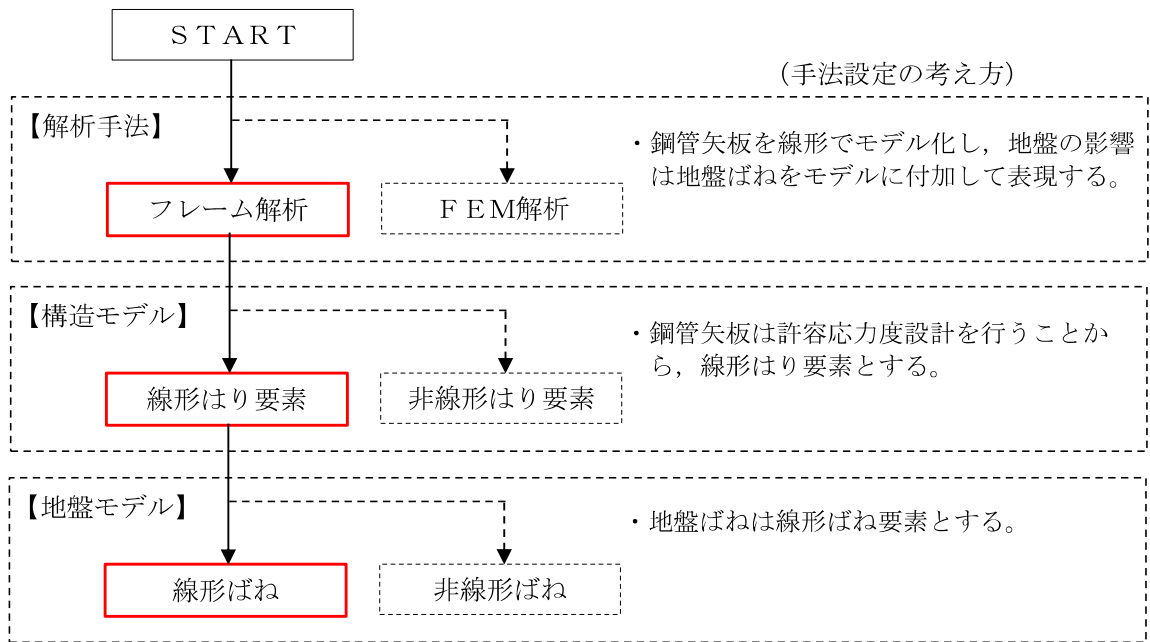 ＳＴＡＲＴ
（手法設定の考え方）
【解析手法】
・鋼管矢板を線形でモデル化し，地盤の影響
は地盤ばねをモデルに付加して表現する。
フレーム解析
ＦＥＭ解析
【構造モデル】
・鋼管矢板は許容応力度設計を行うことか
ら，線形はり要素とする。
線形はり要素
非線形はり要素
【地盤モデル】
・地盤ばねは線形ばね要素とする。
線形ばね
非線形ばね